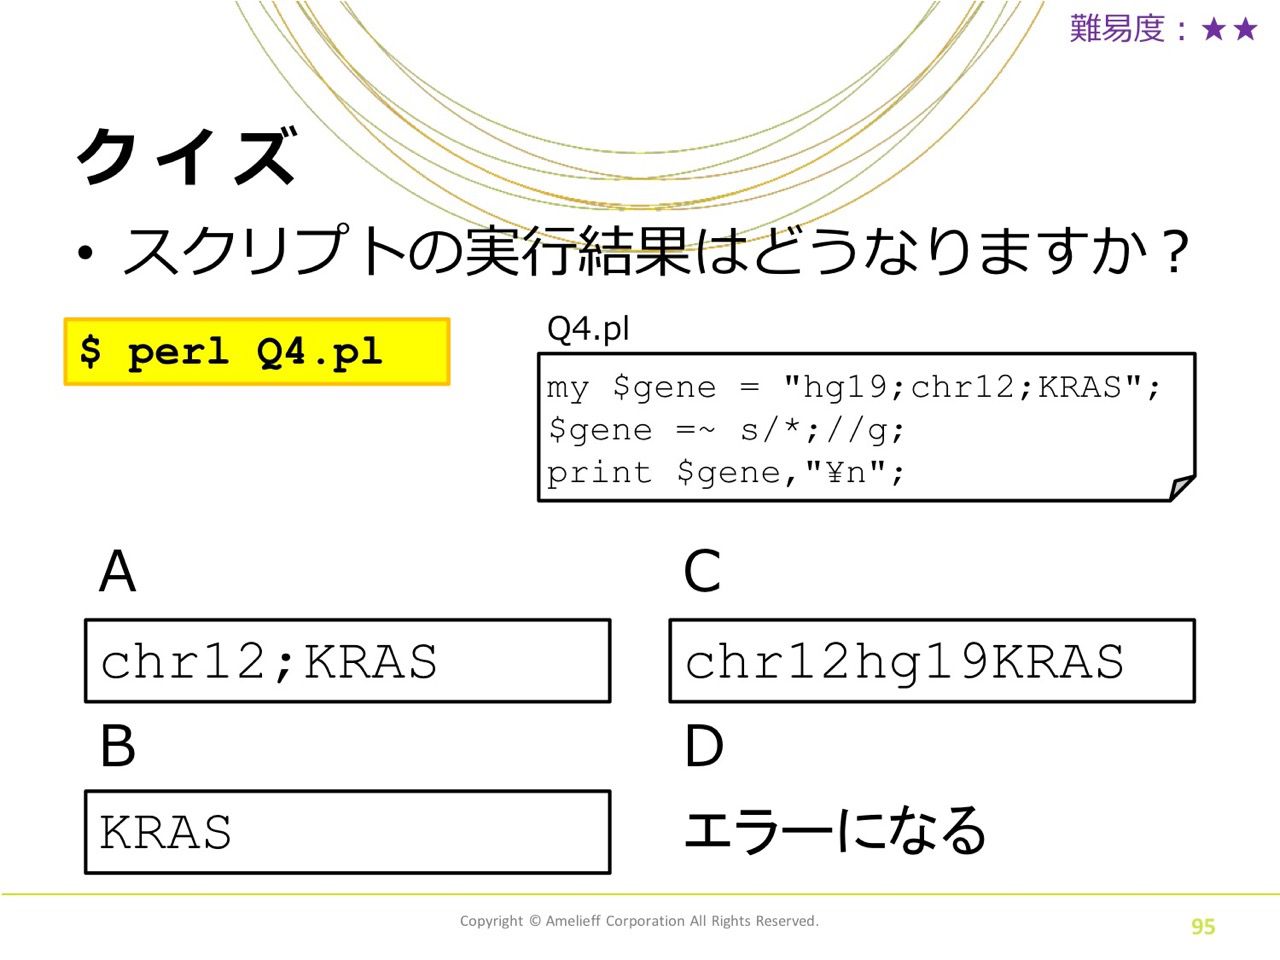 難易度：★★
クイズ
• スクリプトの実行結果はどうなりますか？
$ perl Q4.pl
Q4.pl
my $gene = "hg19;chr12;KRAS";
$gene =~ s/*;//g;
print $gene,"¥n";
A
chr12;KRAS
B
KRAS
C
chr12hg19KRAS
D
エラーになる
Copyright © Amelieff Corporation All Rights Reserved.
95